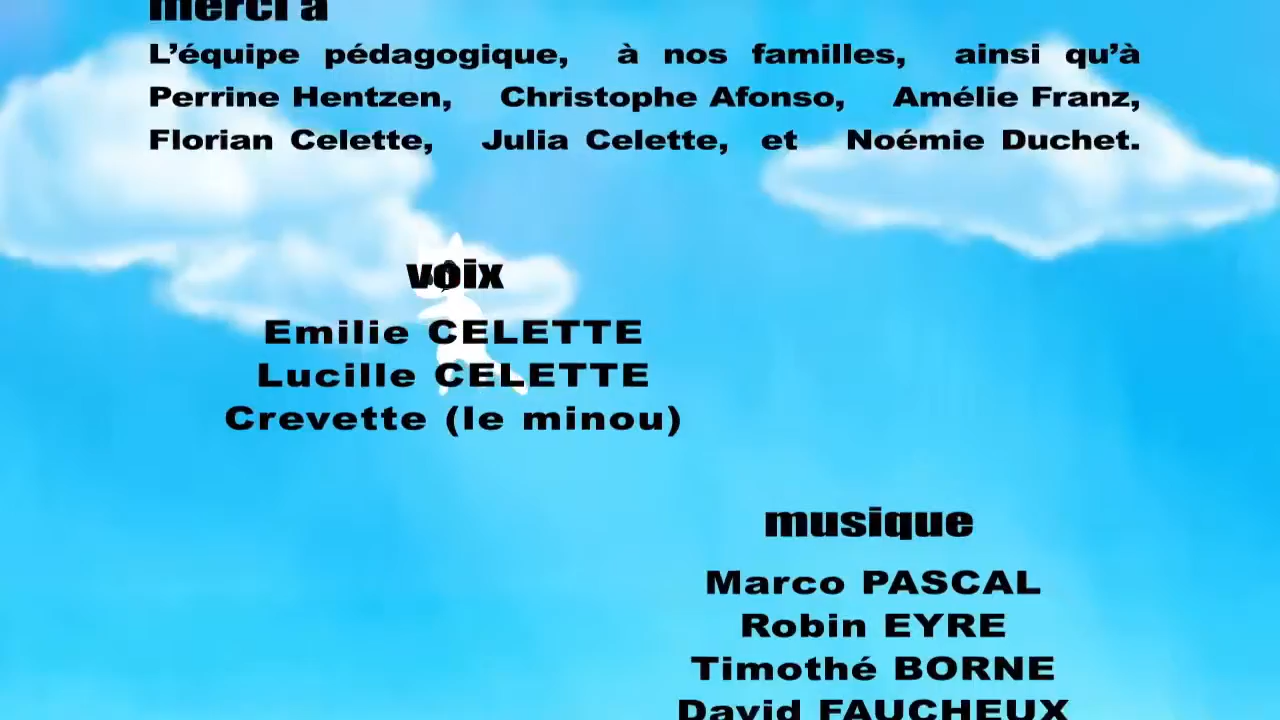 merci à
L’équipe pédagogique, à nos familles, ainsi qu’à
Perrine Hentzen, Christophe Afonso, Amélie Franz,
Florian Celette, Julia Celette, et Noémie Duchet.
voix
Emilie CELETTE
Lucille CELETTE
Crevette (le minou)
musique
Marco PASCAL
Robin EYRE
Timothé BORNE
David FAUCHEUX